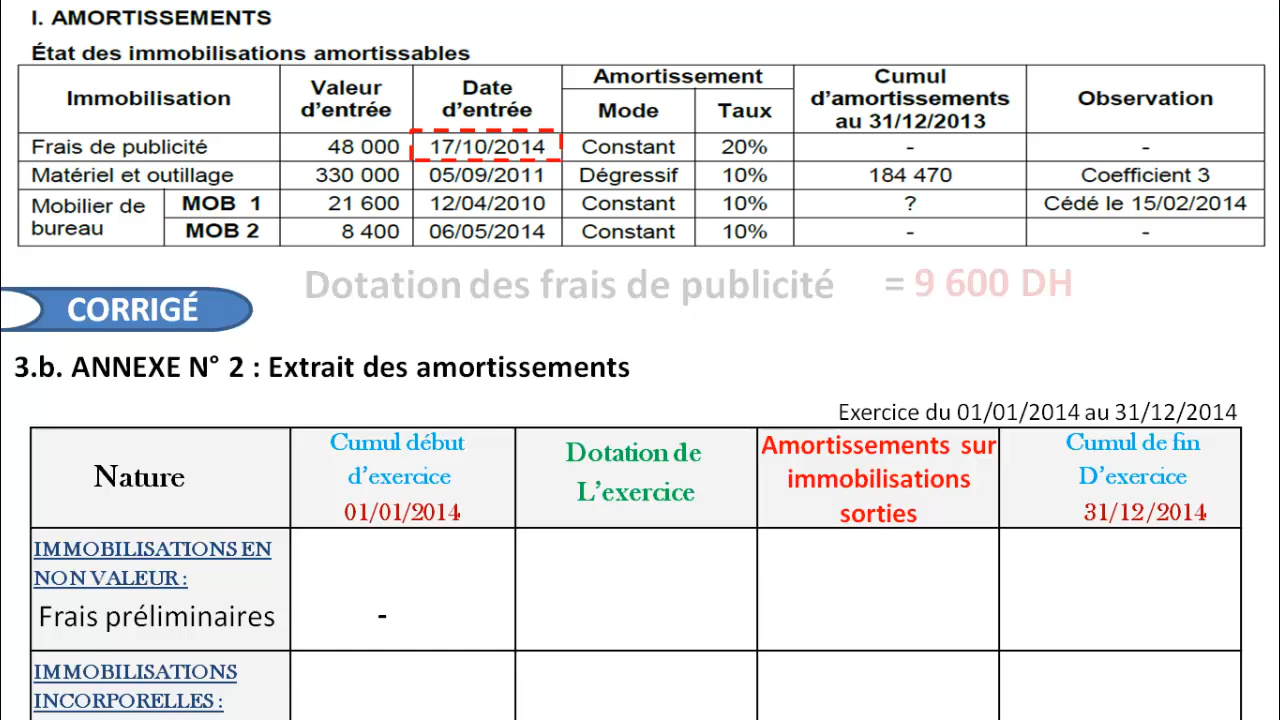 I. AMORTISSEMENTS
État des immobilisations amortissables
Immobilisation Valeur d'entrée Date d'entrée Amortissement Mode Taux Cumul d'amortissements au 31/12/2013 Observation
Frais de publicité 48 000 17/10/2014 Constant 20% - -
Matériel et outillage 330 000 05/09/2011 Dégressif 10% 184 470 Coefficient 3
Mobilier de bureau MOB 1 21 600 12/04/2010 Constant 10% ? Cédé le 15/02/2014
MOB 2 8 400 06/05/2014 Constant 10% - -
Dotation des frais de publicité = 9 600 DH
CORRIGÉ
3.b. ANNEXE N° 2 : Extrait des amortissements
Exercice du 01/01/2014 au 31/12/2014
Nature Cumul début d'exercice 01/01/2014 Dotation de L'exercice Amortissements sur immobilisations sorties Cumul de fin D'exercice 31/12/2014
IMMOBILISATIONS EN
NON VALEUR :
Frais préliminaires -
IMMOBILISATIONS
INCORPORELLES :